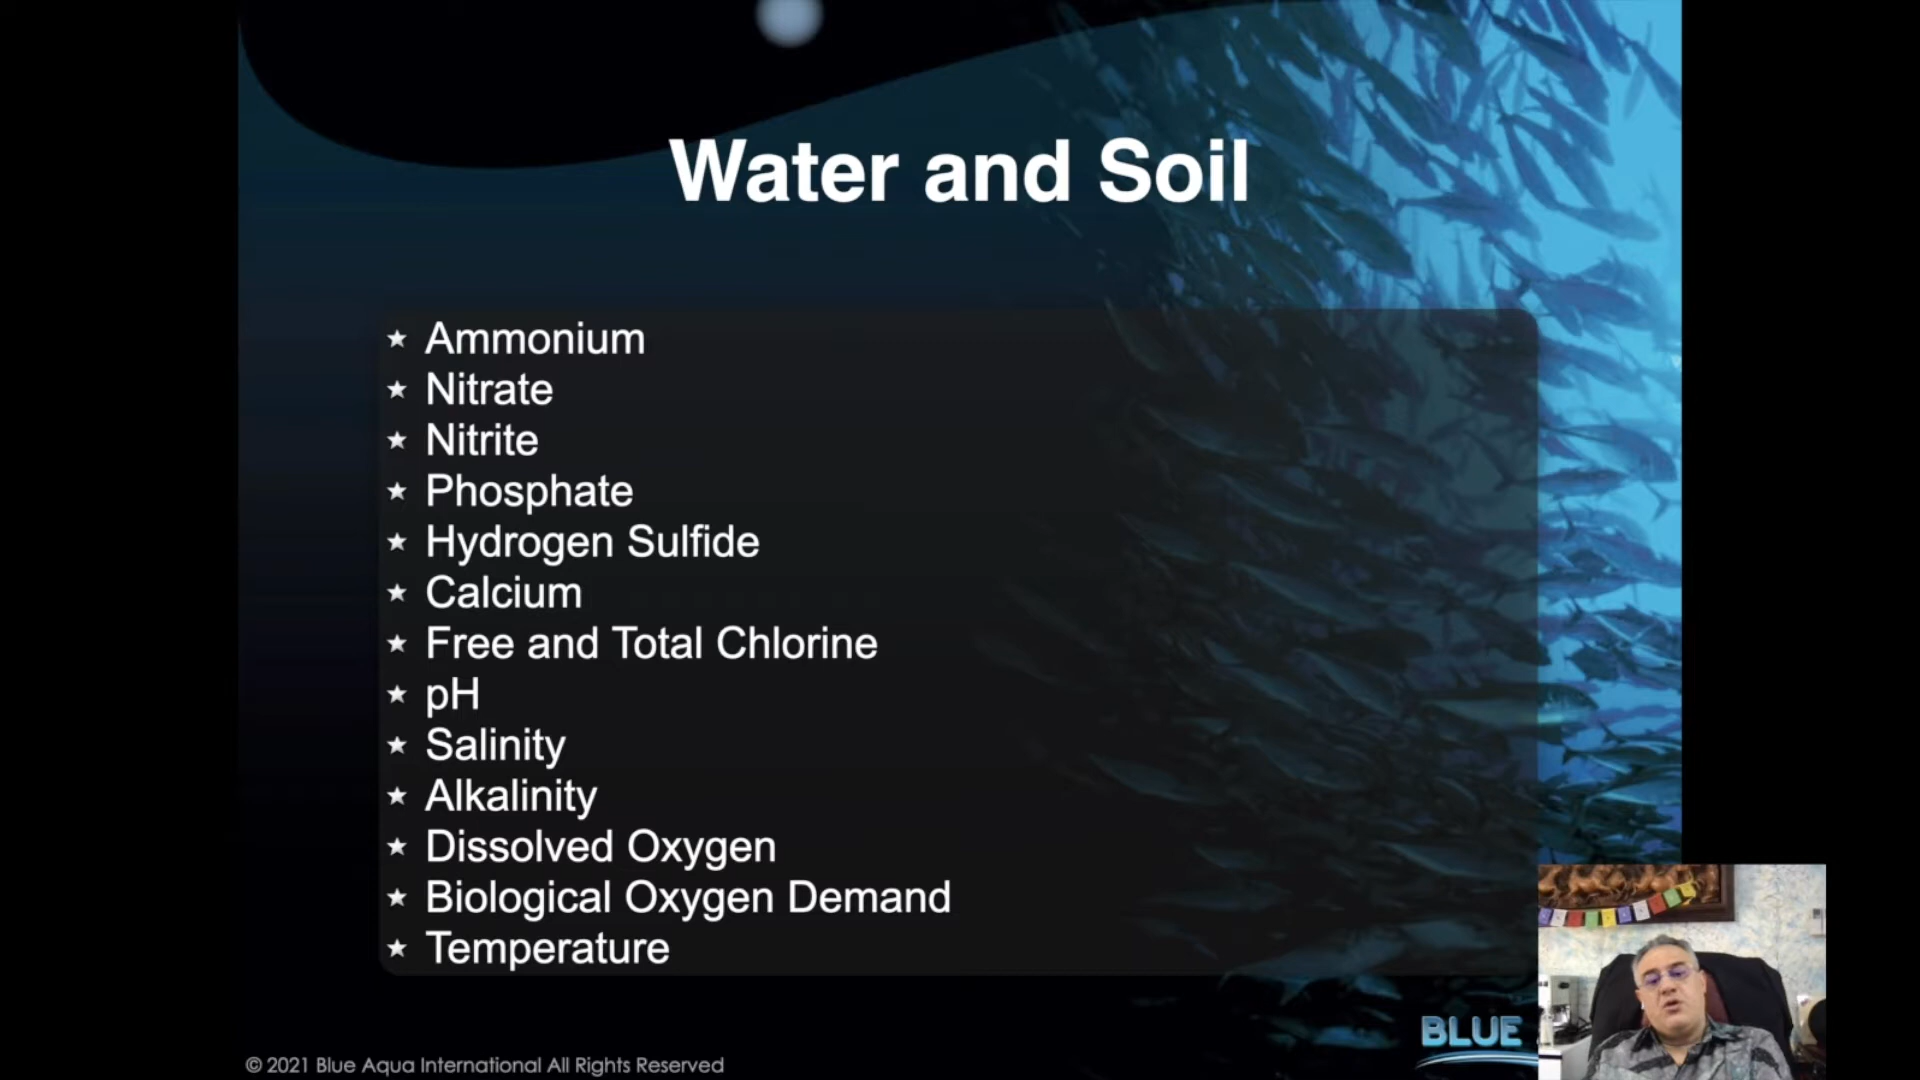 Water and Soil
★ Ammonium
★ Nitrate
★ Nitrite
★ Phosphate
★ Hydrogen Sulfide
★ Calcium
★ Free and Total Chlorine
★ pH
★ Salinity
★ Alkalinity
★ Dissolved Oxygen
★ Biological Oxygen Demand
★ Temperature
BLUE
© 2021 Blue Aqua International All Rights Reserved